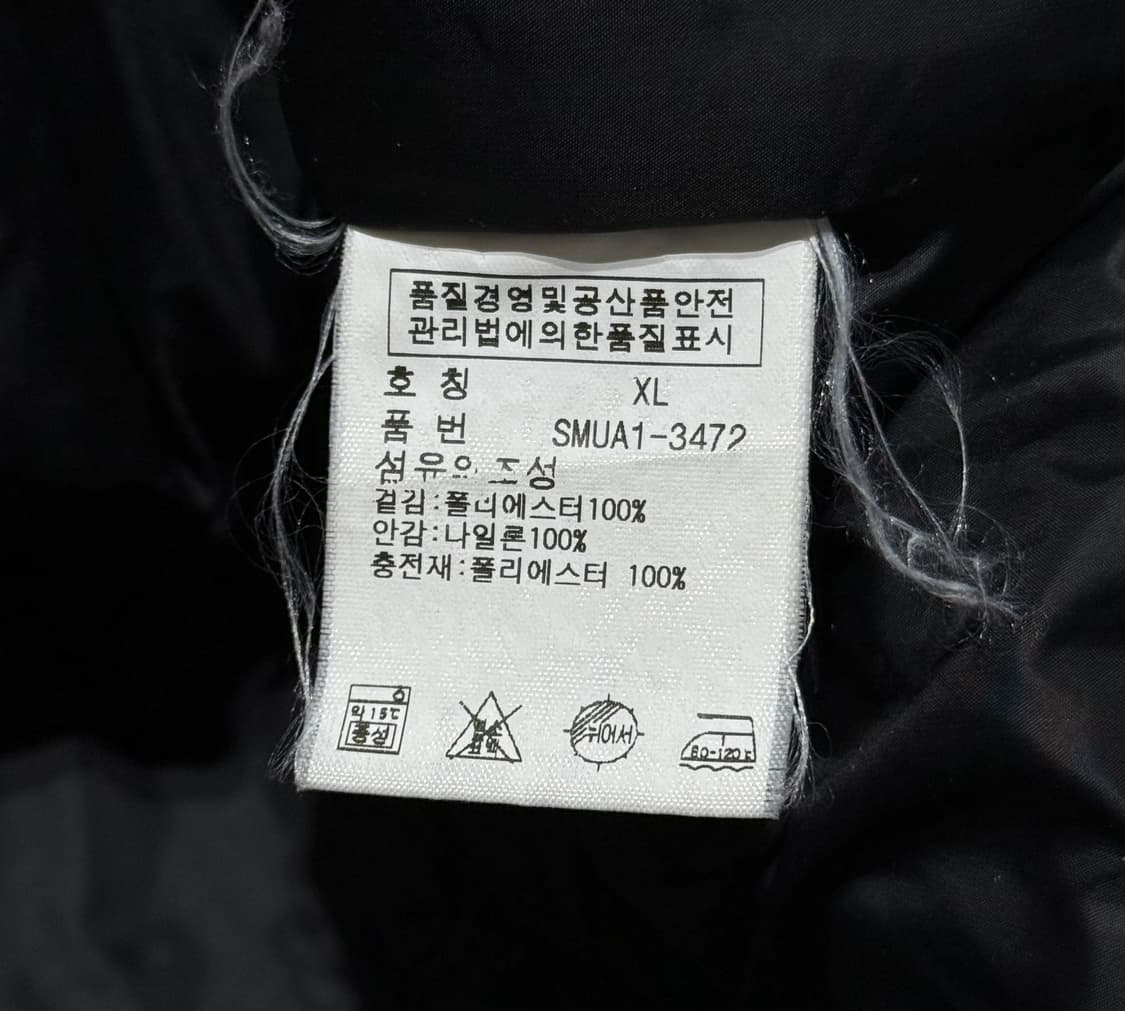 품질경영및공산품안전
관리법에의한품질표시
호 칭 XL
품 번 SMUA1-3472
섬유의 조성
겉감:폴리에스터100%
안감:나일론100%
충전재:폴리에스터 100%
약 15℃
중성
뉘어서
80-120℃